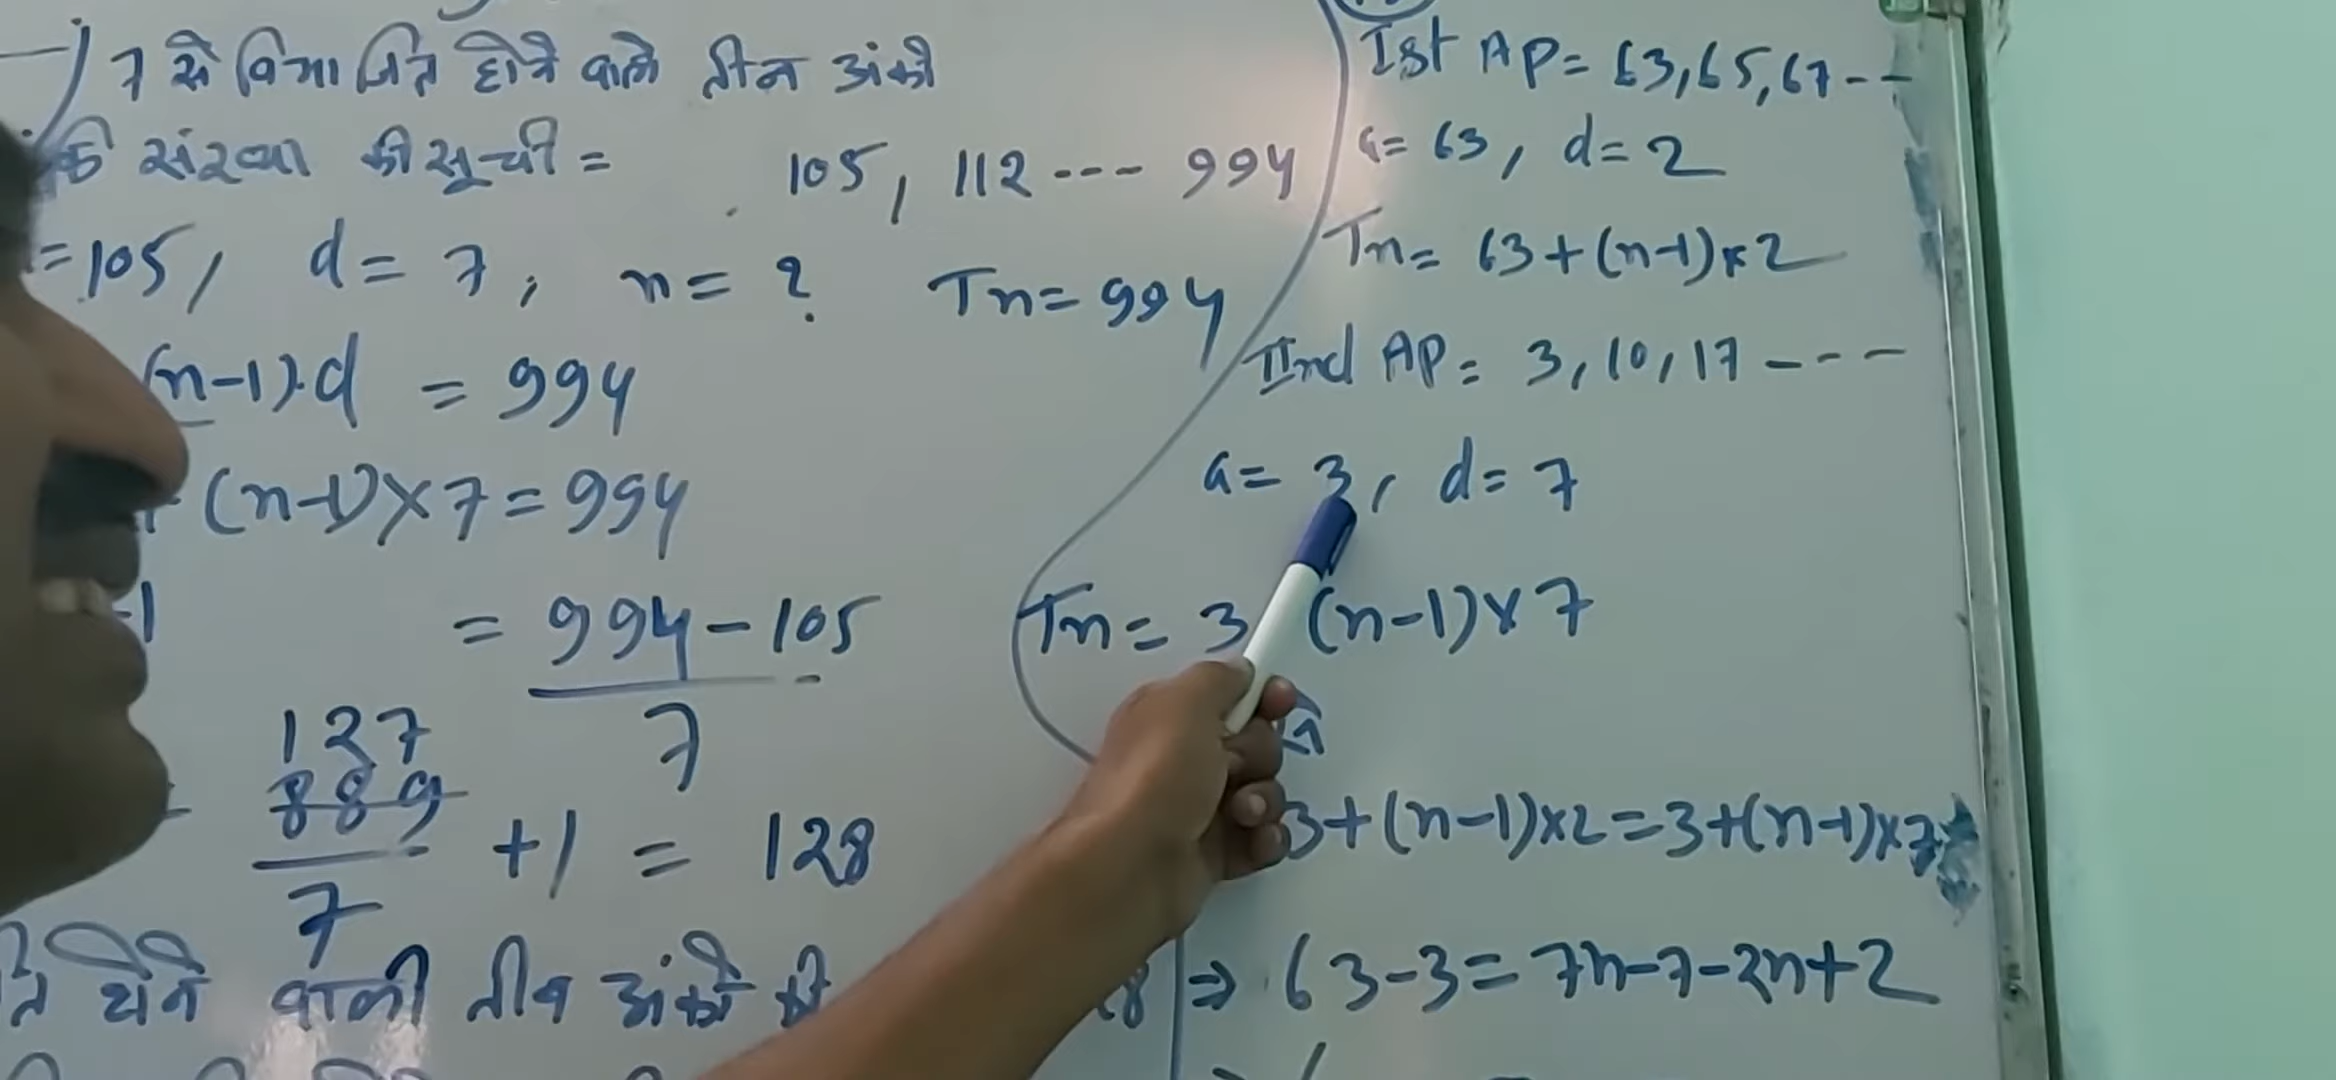 7 से विभाजित होने वाले तीन अंको
की संख्या की सूची = 105, 112 --- 994
=105, d= 7, n= ? Tn=994
(n-1).d = 994
(n-1)×7=994
-1 = 994-105
7
127
889
7
+1 = 128
होने वाली तीन अंको की
Ist AP= 63,65,67--
a= 63, d=2
Tn= 63+(n-1)×2
IInd AP= 3,10,17---
a= 3, d=7
Tn= 3 (n-1)×7
3+(n-1)×2=3+(n-1)×7
⇒ 63-3=7n-7-2n+2